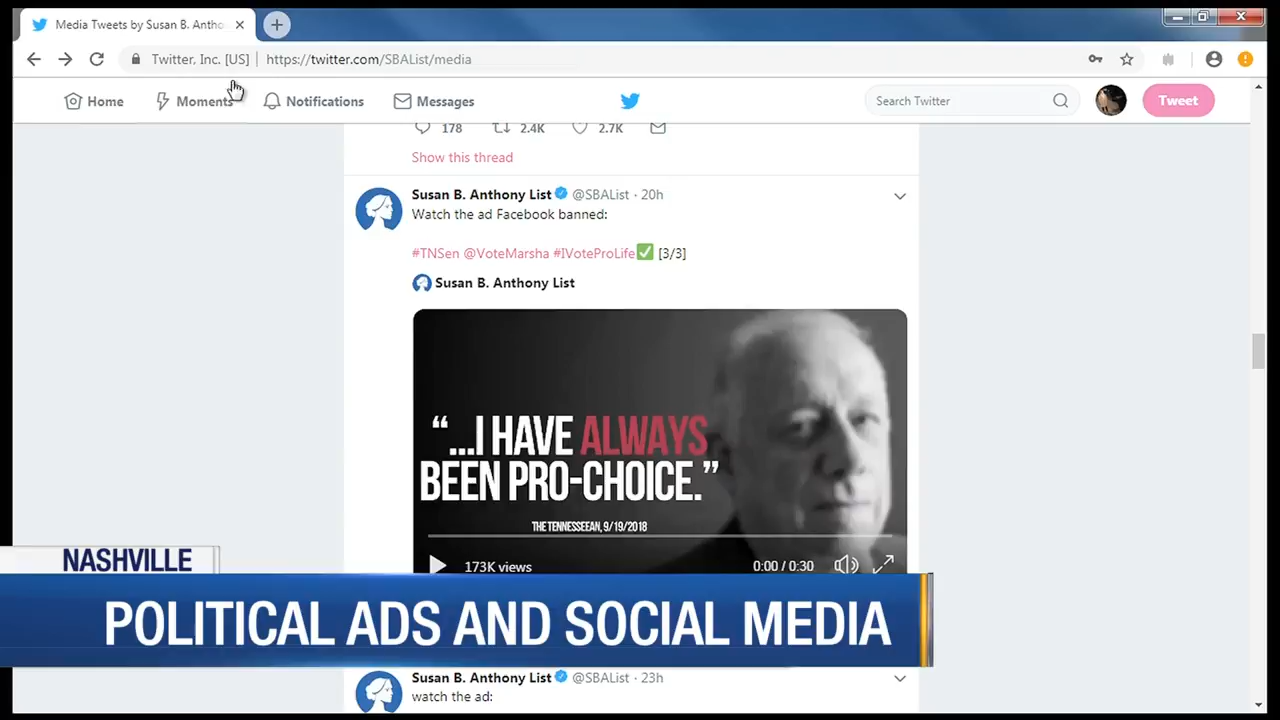 Media Tweets by Susan B. Antho
Twitter, Inc. [US] | https://twitter.com/SBAList/media
Home Moments Notifications Messages Search Twitter Tweet
178 2.4K 2.7K
Show this thread
Susan B. Anthony List @SBAList · 20h
Watch the ad Facebook banned:
#TNSen @VoteMarsha #IVoteProLife✅ [3/3]
Susan B. Anthony List
“...I HAVE ALWAYS
BEEN PRO-CHOICE.”
THE TENNESSEEAN, 9/19/2018
173K views 0:00 / 0:30
NASHVILLE
POLITICAL ADS AND SOCIAL MEDIA
Susan B. Anthony List @SBAList · 23h
watch the ad: